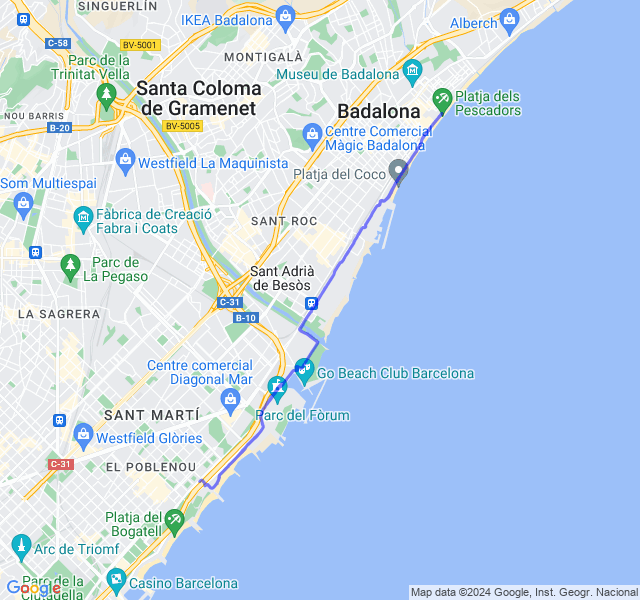 SINGUERLÍN
IKEA Badalona
Alberch
C-58
BV-5001
MONTIGALÀ
Parc de la
Trinitat Vella
Museu de Badalona
Santa Coloma
de Gramenet
Platja dels
Pescadors
Badalona
NOU BARRIS
B-20
BV-5005
Centre Comercial
Màgic Badalona
Westfield La Maquinista
Platja del Coco
Som Multiespai
Fàbrica de Creació
Fabra i Coats
SANT ROC
Parc de
La Pegaso
Sant Adrià
de Besòs
C-31
LA SAGRERA
B-10
Centre comercial
Diagonal Mar
Go Beach Club Barcelona
SANT MARTÍ
Parc del Fòrum
Westfield Glòries
C-31
EL POBLENOU
Platja del
Bogatell
Arc de Triomf
Parc de la
Ciutadella
Casino Barcelona
Google
Map data ©2024 Google, Inst. Geogr. Nacional